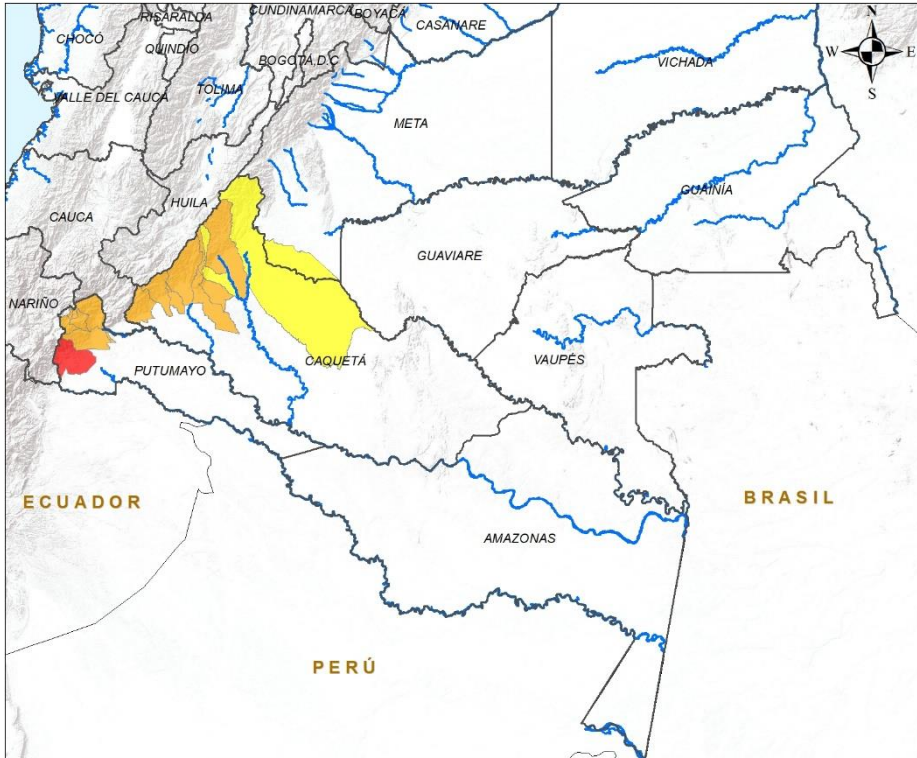 CUNDINAMARCA
BOYACÁ
RISARALDA
CASANARE
CHOCÓ
QUINDIO
BOGOTA D.C
N
W
E
S
VICHADA
VALLE DEL CAUCA
TOLIMA
META
CAUCA
HUILA
GUAINÍA
GUAVIARE
NARIÑO
PUTUMAYO
CAQUETÁ
VAUPÉS
ECUADOR
BRASIL
AMAZONAS
PERÚ